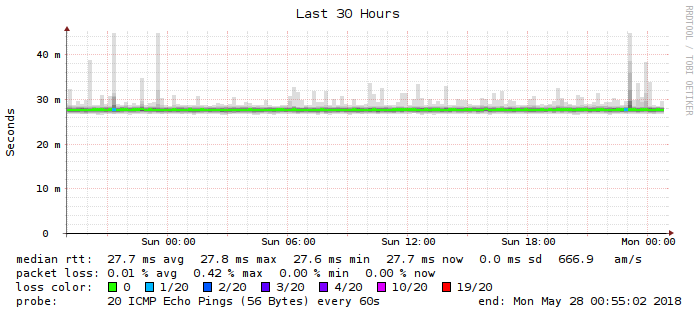 Last 30 Hours
RRDTOOL / TOBI OETIKER
Seconds
40 m
30 m
20 m
10 m
0
Sun 00:00 Sun 06:00 Sun 12:00 Sun 18:00 Mon 00:00
median rtt: 27.7 ms avg 27.8 ms max 27.6 ms min 27.7 ms now 0.0 ms sd 666.9 am/s
packet loss: 0.01 % avg 0.42 % max 0.00 % min 0.00 % now
loss color: 0 1/20 2/20 3/20 4/20 10/20 19/20
probe: 20 ICMP Echo Pings (56 Bytes) every 60s end: Mon May 28 00:55:02 2018